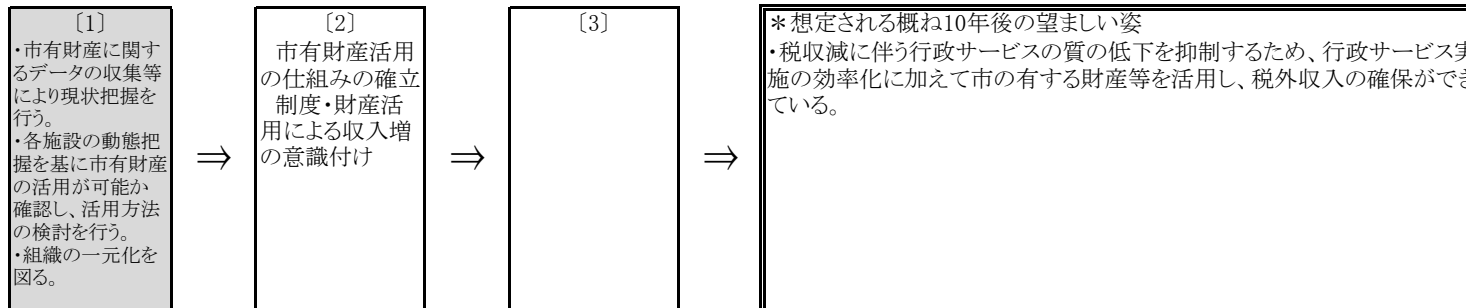 〔1〕
・市有財産に関す
るデータの収集等
により現状把握を
行う。
・各施設の動態把
握を基に市有財産
の活用が可能か
確認し、活用方法
の検討を行う。
・組織の一元化を
図る。
⇒
〔2〕
市有財産活用
の仕組みの確立
制度・財産活
用による収入増
の意識付け
⇒
〔3〕
⇒
＊想定される概ね10年後の望ましい姿
・税収減に伴う行政サービスの質の低下を抑制するため、行政サービス実
施の効率化に加えて市の有する財産等を活用し、税外収入の確保ができ
ている。